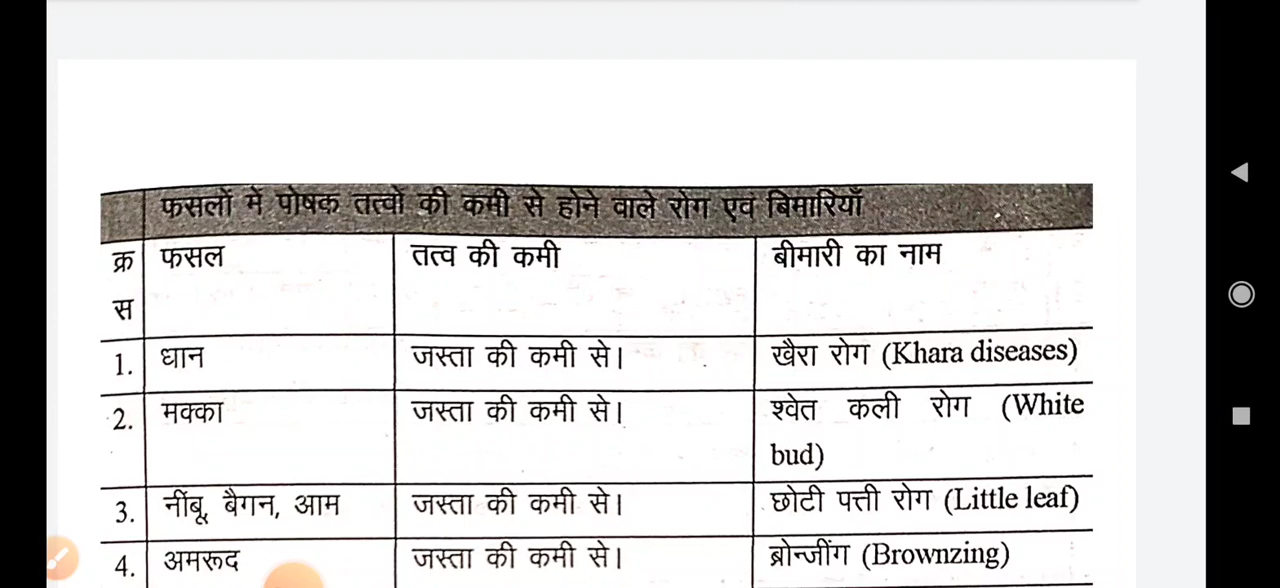 फसलों में पोषक तत्वो की कमी से होने वाले रोग एवं बिमारियाँ
क्र स फसल तत्व की कमी बीमारी का नाम
1. धान जस्ता की कमी से। खैरा रोग (Khara diseases)
2. मक्का जस्ता की कमी से। श्वेत कली रोग (White
bud)
3. नींबू, बैगन, आम जस्ता की कमी से। छोटी पत्ती रोग (Little leaf)
4. अमरूद जस्ता की कमी से। ब्रोन्जींग (Brownzing)